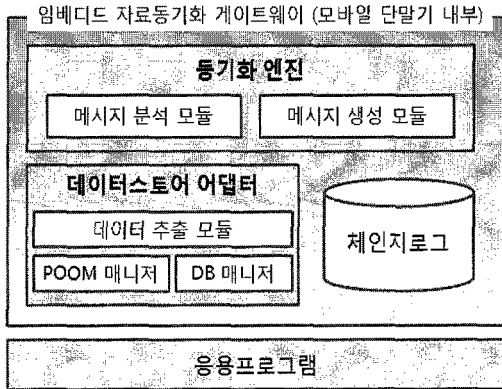 임베디드 자료동기화 게이트웨이 (모바일 단말기 내부)
동기화 엔진
메시지 분석 모듈
메시지 생성 모듈
데이터스토어 어댑터
데이터 추출 모듈
POOM 매니저
DB 매니저
체인지로그
응용프로그램